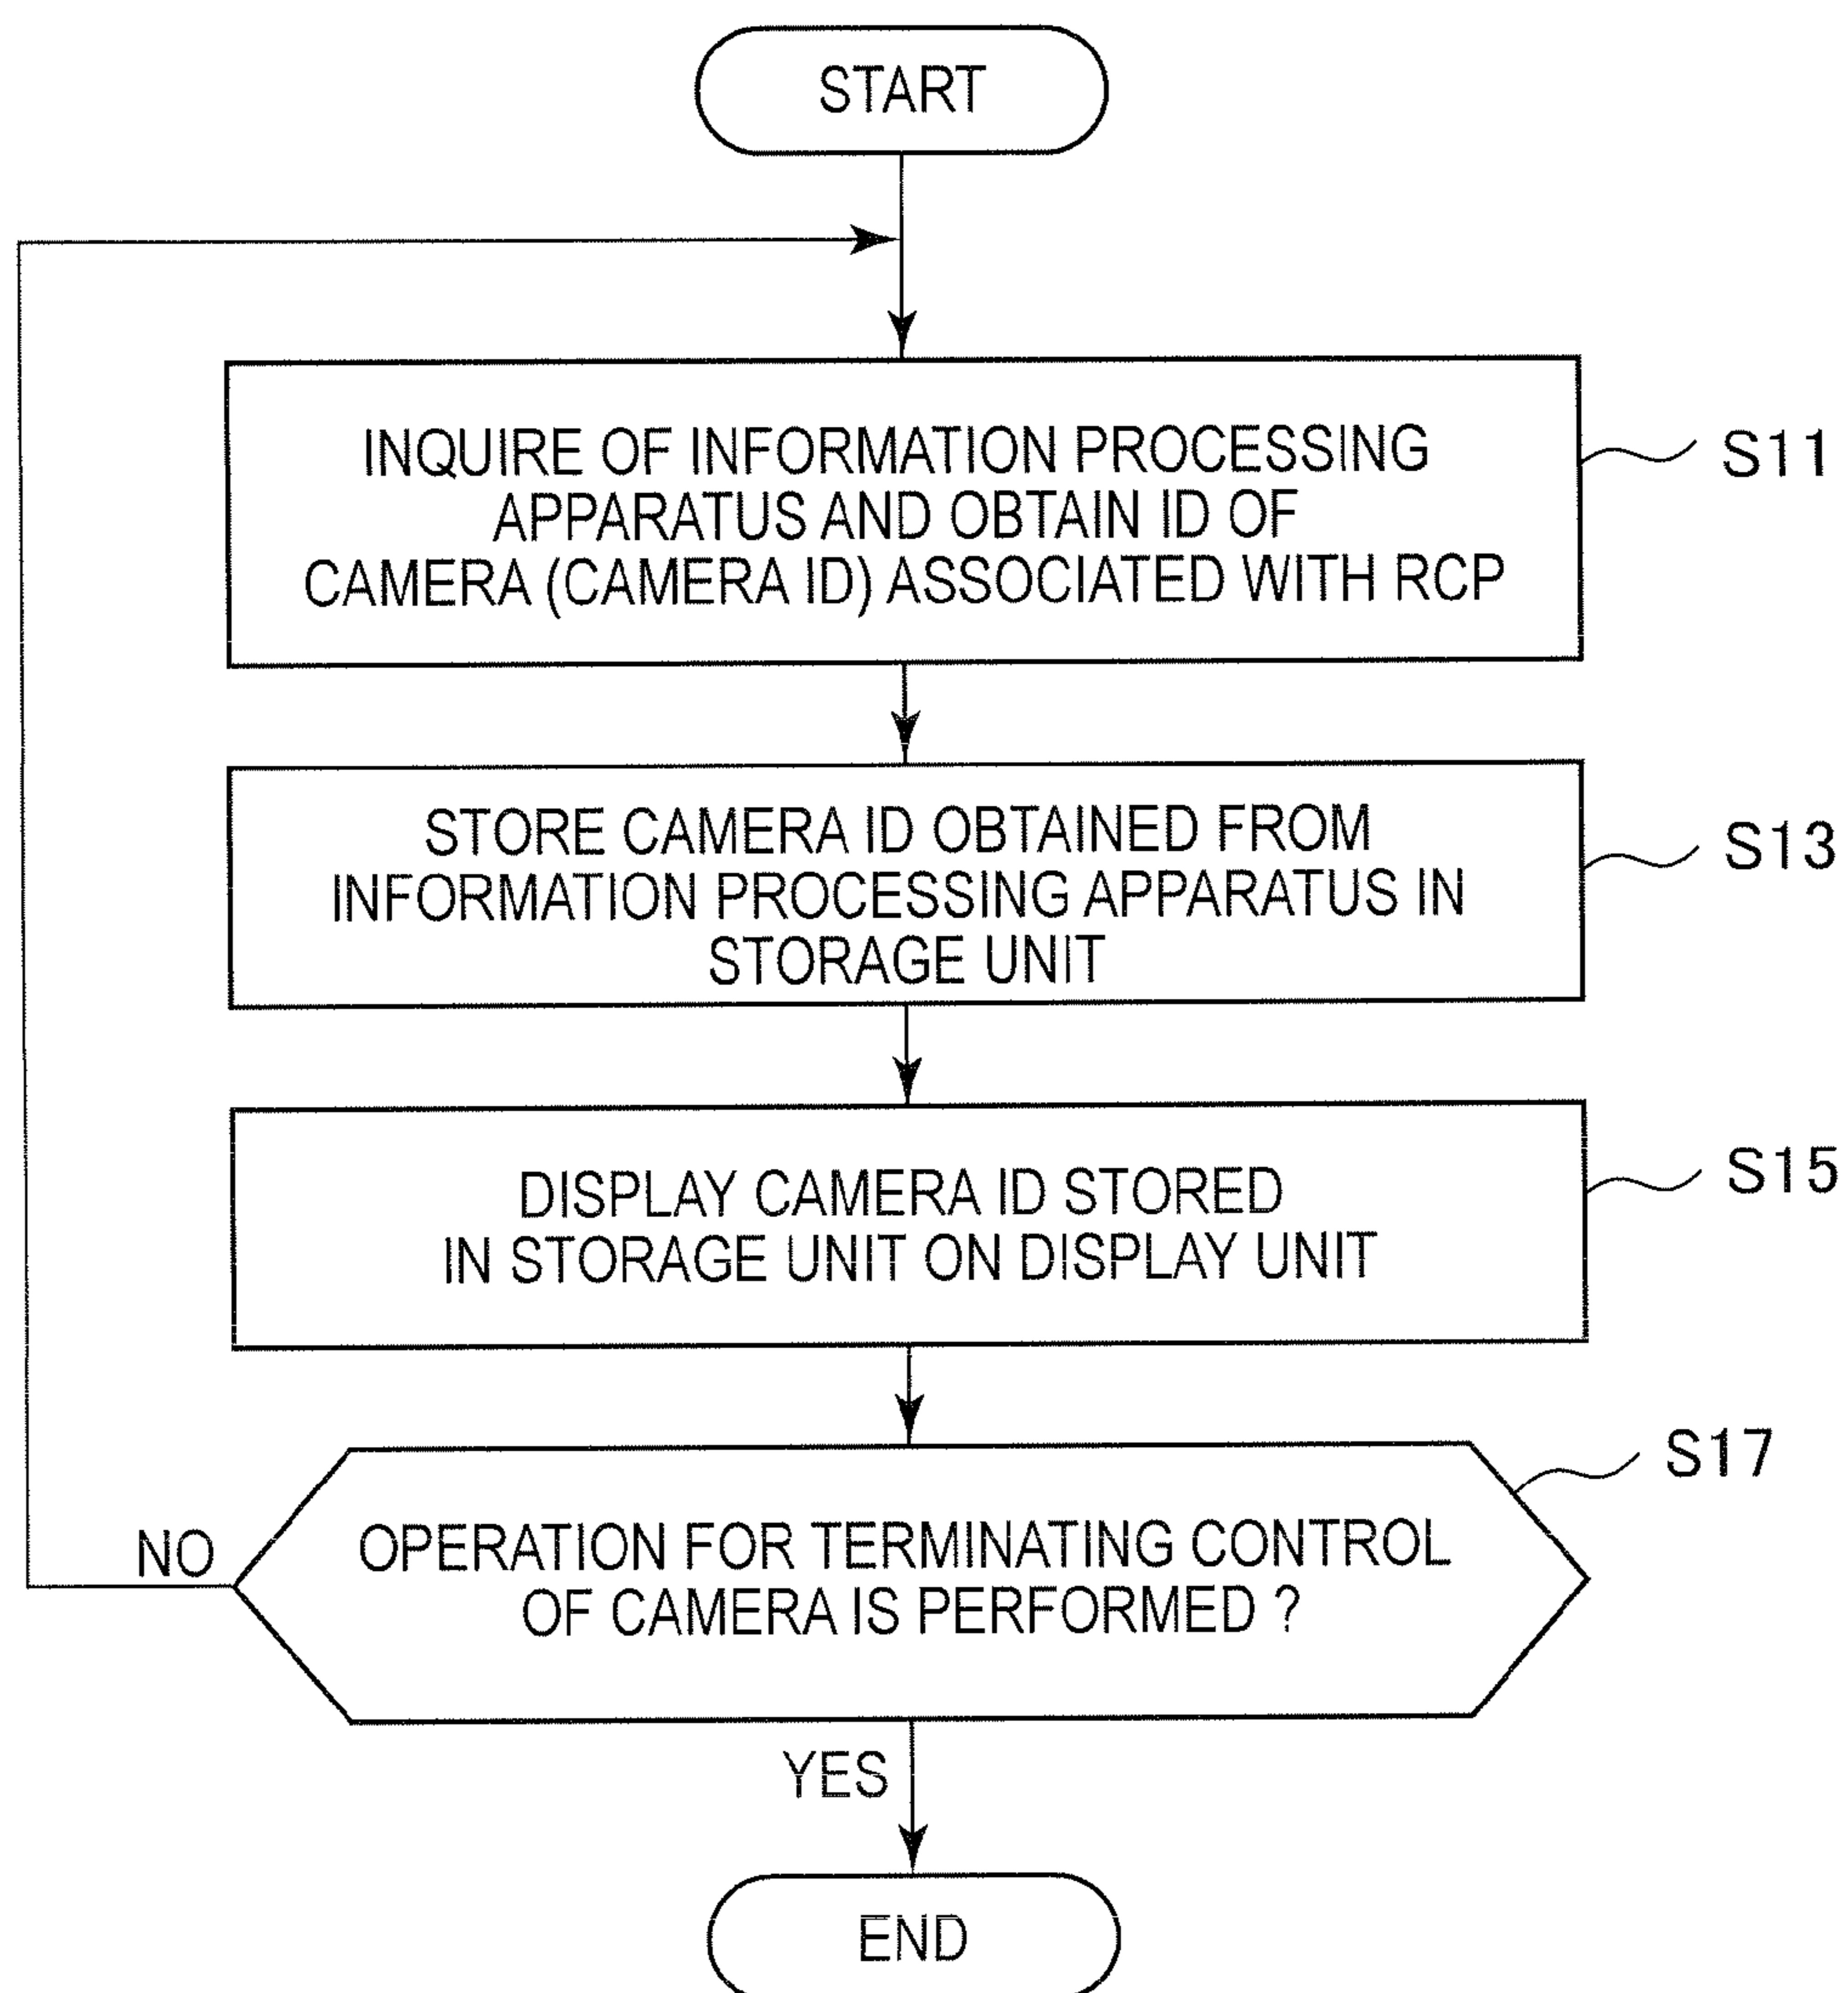 START
INQUIRE OF INFORMATION PROCESSING
APPARATUS AND OBTAIN ID OF
CAMERA (CAMERA ID) ASSOCIATED WITH RCP
S11
STORE CAMERA ID OBTAINED FROM
INFORMATION PROCESSING APPARATUS IN
STORAGE UNIT
S13
DISPLAY CAMERA ID STORED
IN STORAGE UNIT ON DISPLAY UNIT
S15
OPERATION FOR TERMINATING CONTROL
OF CAMERA IS PERFORMED ?
S17
NO
YES
END